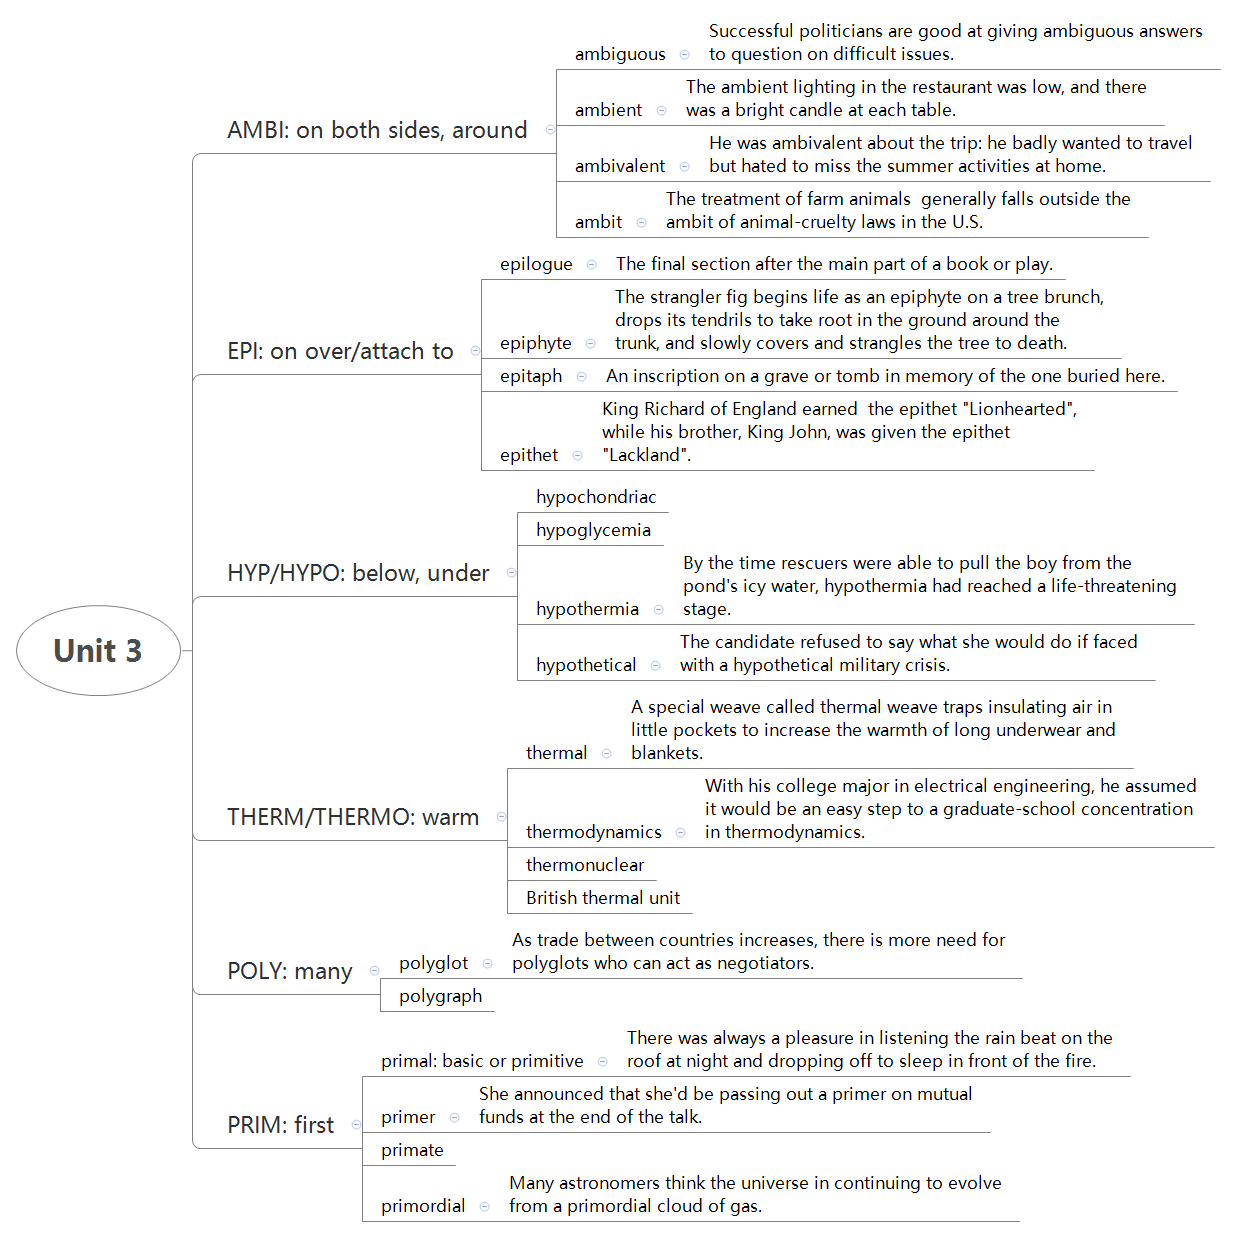 Unit 3
AMBI: on both sides, around
ambiguous
Successful politicians are good at giving ambiguous answers
to question on difficult issues.
ambient
The ambient lighting in the restaurant was low, and there
was a bright candle at each table.
ambivalent
He was ambivalent about the trip: he badly wanted to travel
but hated to miss the summer activities at home.
ambit
The treatment of farm animals  generally falls outside the
ambit of animal-cruelty laws in the U.S.
EPI: on over/attach to
epilogue
The final section after the main part of a book or play.
epiphyte
The strangler fig begins life as an epiphyte on a tree brunch,
drops its tendrils to take root in the ground around the
trunk, and slowly covers and strangles the tree to death.
epitaph
An inscription on a grave or tomb in memory of the one buried here.
epithet
King Richard of England earned  the epithet "Lionhearted",
while his brother, King John, was given the epithet
"Lackland".
HYP/HYPO: below, under
hypochondriac
hypoglycemia
hypothermia
By the time rescuers were able to pull the boy from the
pond's icy water, hypothermia had reached a life-threatening
stage.
hypothetical
The candidate refused to say what she would do if faced
with a hypothetical military crisis.
THERM/THERMO: warm
thermal
A special weave called thermal weave traps insulating air in
little pockets to increase the warmth of long underwear and
blankets.
thermodynamics
With his college major in electrical engineering, he assumed
it would be an easy step to a graduate-school concentration
in thermodynamics.
thermonuclear
British thermal unit
POLY: many
polyglot
As trade between countries increases, there is more need for
polyglots who can act as negotiators.
polygraph
PRIM: first
primal: basic or primitive
There was always a pleasure in listening the rain beat on the
roof at night and dropping off to sleep in front of the fire.
primer
She announced that she'd be passing out a primer on mutual
funds at the end of the talk.
primate
primordial
Many astronomers think the universe in continuing to evolve
from a primordial cloud of gas.